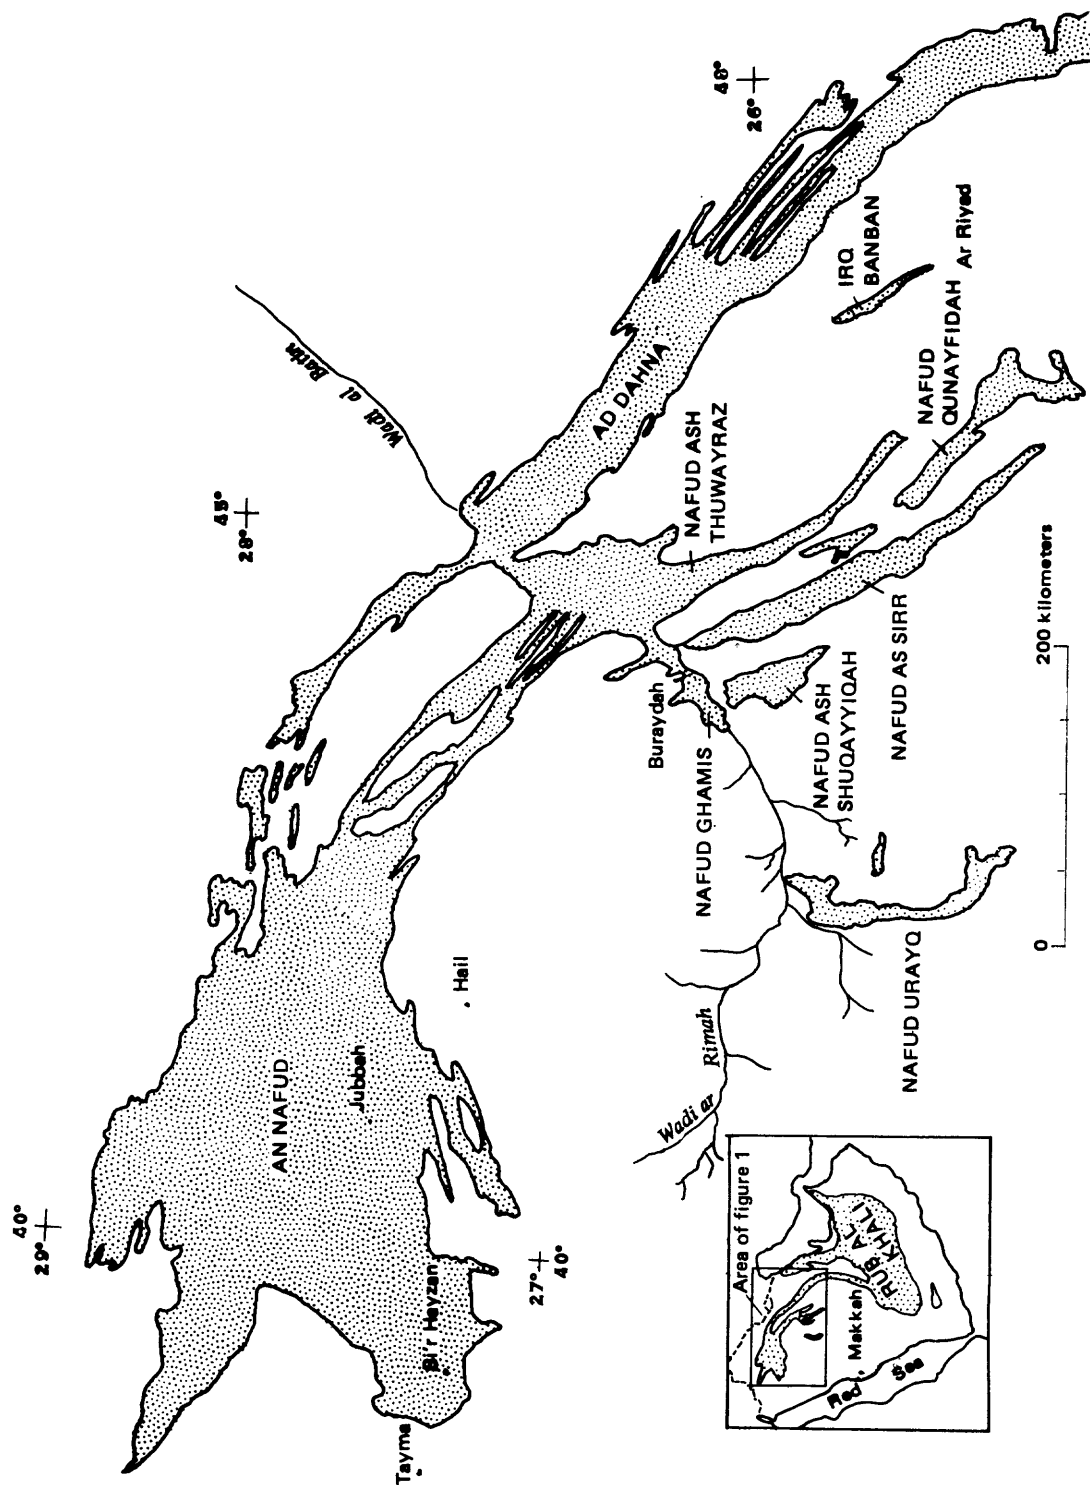 40°
29°
AN NAFUD
Jubbah
Hail
Bi'r Hayzan
Tayma
27°
40°
45°
28°
Wadi al Batin
AD DAHNA
48°
26°
NAFUD ASH
THUWAYRAZ
IRQ
BANBAN
NAFUD
QUNAYFIDAH
Ar Riyad
Buraydah
NAFUD GHAMIS
NAFUD ASH
SHUQAYYIQAH
NAFUD AS SIRR
NAFUD URAYQ
Wadi ar Rimah
0
200 kilometers
Area of figure 1
RUB AL
KHALI
Makkah
Red Sea